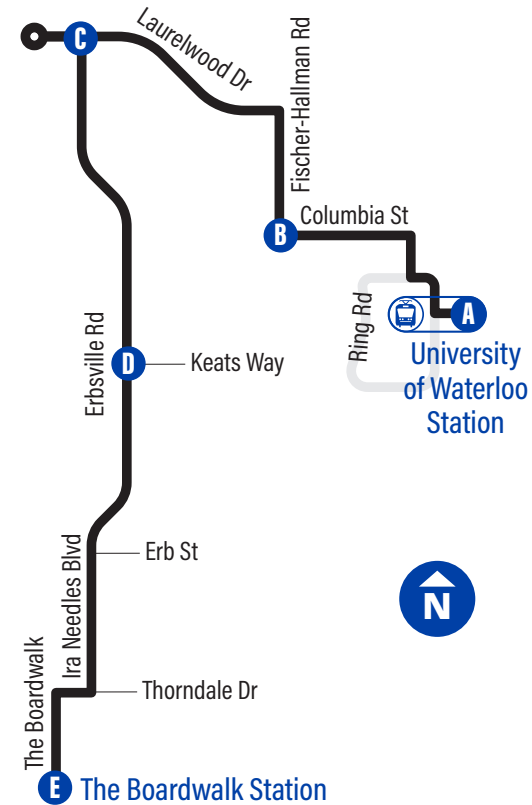 C
Laurelwood Dr
Fischer-Hallman Rd
B
Columbia St
Ring Rd
A
University
of Waterloo
Station
Erbsville Rd
D
Keats Way
Ira Needles Blvd
Erb St
N
The Boardwalk
Thorndale Dr
E
The Boardwalk Station